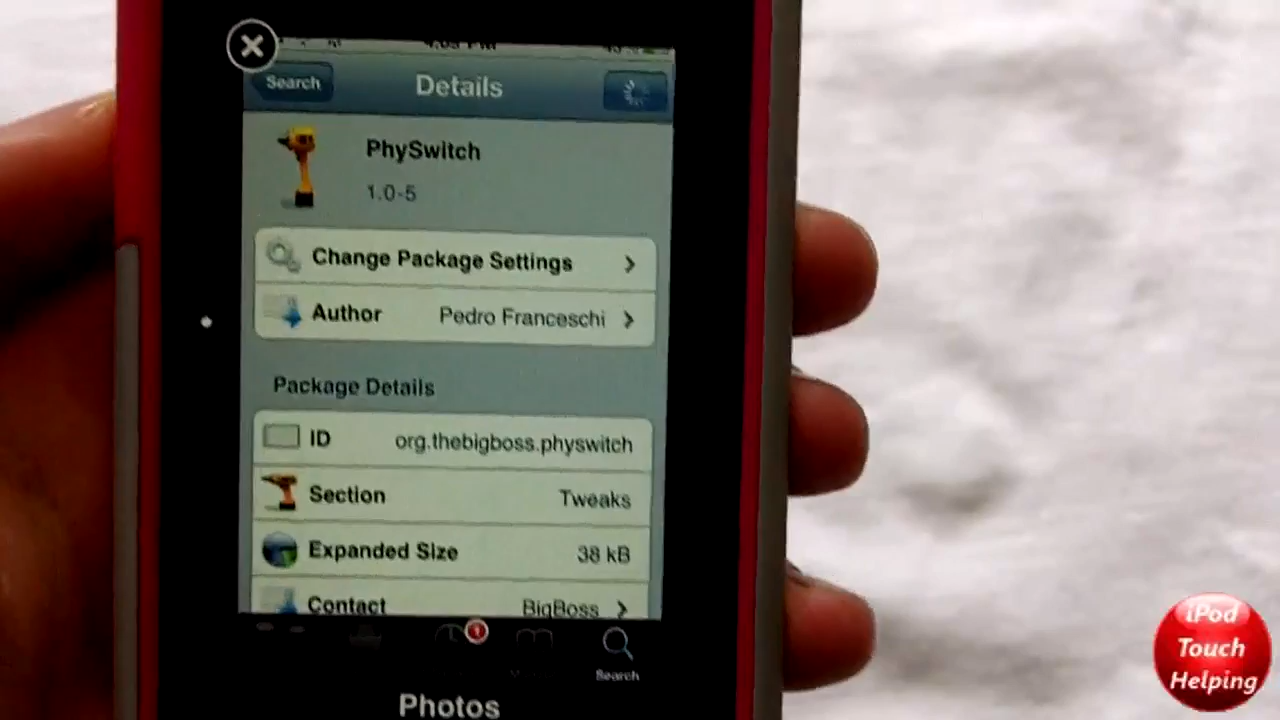 Search
Details
PhySwitch
1.0-5
Change Package Settings
Author
Pedro Franceschi
Package Details
ID
org.thebigboss.physwitch
Section
Tweaks
Expanded Size
38 kB
Contact
BigBoss
1
Search
Photos
iPod
Touch
Helping